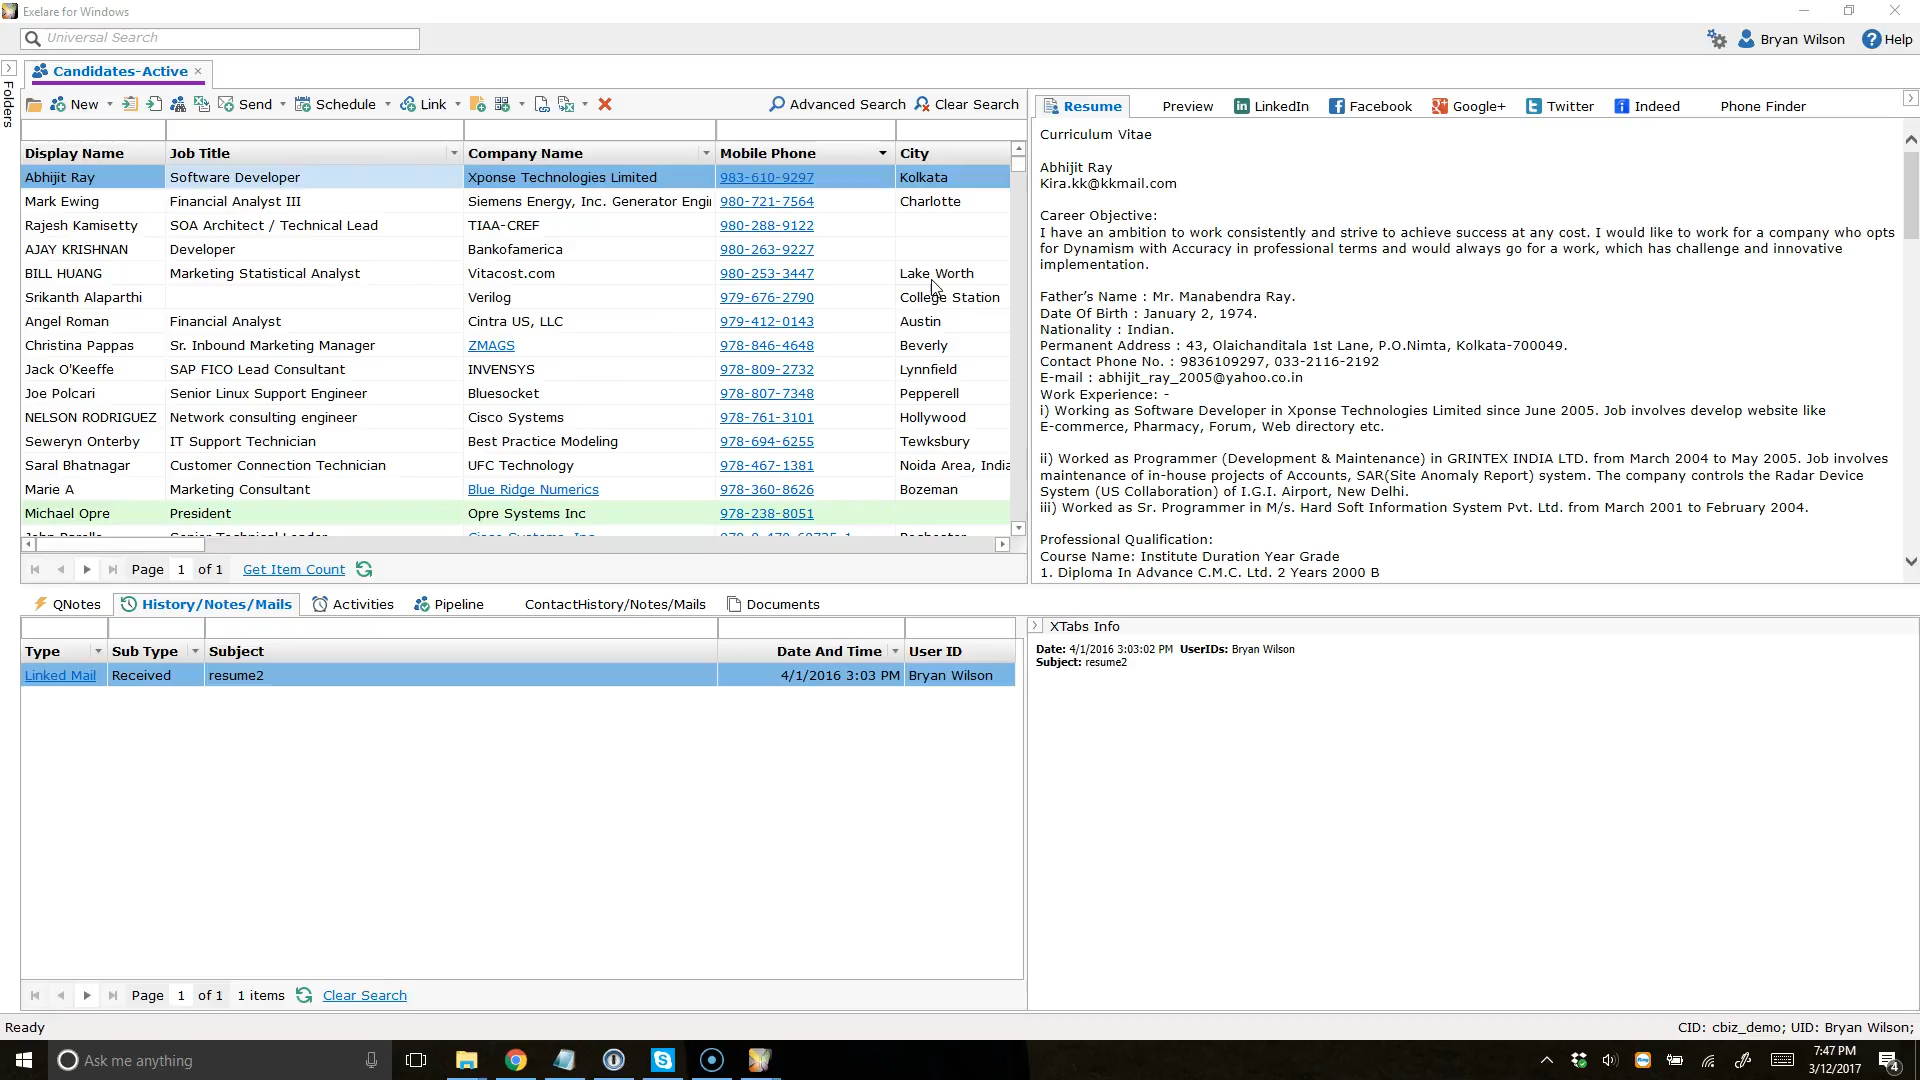 Exelare for Windows
Universal Search
Bryan Wilson
Help
Folders
Candidates-Active
New
Send
Schedule
Link
Advanced Search
Clear Search
Display Name Job Title Company Name Mobile Phone City
Abhijit Ray Software Developer Xponse Technologies Limited 983-610-9297 Kolkata
Mark Ewing Financial Analyst III Siemens Energy, Inc. Generator Engi 980-721-7564 Charlotte
Rajesh Kamisetty SOA Architect / Technical Lead TIAA-CREF 980-288-9122
AJAY KRISHNAN Developer Bankofamerica 980-263-9227
BILL HUANG Marketing Statistical Analyst Vitacost.com 980-253-3447 Lake Worth
Srikanth Alaparthi Verilog 979-676-2790 College Station
Angel Roman Financial Analyst Cintra US, LLC 979-412-0143 Austin
Christina Pappas Sr. Inbound Marketing Manager ZMAGS 978-846-4648 Beverly
Jack O'Keeffe SAP FICO Lead Consultant INVENSYS 978-809-2732 Lynnfield
Joe Polcari Senior Linux Support Engineer Bluesocket 978-807-7348 Pepperell
NELSON RODRIGUEZ Network consulting engineer Cisco Systems 978-761-3101 Hollywood
Seweryn Onterby IT Support Technician Best Practice Modeling 978-694-6255 Tewksbury
Saral Bhatnagar Customer Connection Technician UFC Technology 978-467-1381 Noida Area, India
Marie A Marketing Consultant Blue Ridge Numerics 978-360-8626 Bozeman
Michael Opre President Opre Systems Inc 978-238-8051
Page 1 of 1 Get Item Count
Resume Preview LinkedIn Facebook Google+ Twitter Indeed Phone Finder
Curriculum Vitae
Abhijit Ray
Kira.kk@kkmail.com
Career Objective:
I have an ambition to work consistently and strive to achieve success at any cost. I would like to work for a company who opts
for Dynamism with Accuracy in professional terms and would always go for a work, which has challenge and innovative
implementation.
Father’s Name : Mr. Manabendra Ray.
Date Of Birth : January 2, 1974.
Nationality : Indian.
Permanent Address : 43, Olaichanditala 1st Lane, P.O.Nimta, Kolkata-700049.
Contact Phone No. : 9836109297, 033-2116-2192
E-mail : abhijit_ray_2005@yahoo.co.in
Work Experience: -
i) Working as Software Developer in Xponse Technologies Limited since June 2005. Job involves develop website like
E-commerce, Pharmacy, Forum, Web directory etc.
ii) Worked as Programmer (Development & Maintenance) in GRINTEX INDIA LTD. from March 2004 to May 2005. Job involves
maintenance of in-house projects of Accounts, SAR(Site Anomaly Report) system. The company controls the Radar Device
System (US Collaboration) of I.G.I. Airport, New Delhi.
iii) Worked as Sr. Programmer in M/s. Hard Soft Information System Pvt. Ltd. from March 2001 to February 2004.
Professional Qualification:
Course Name: Institute Duration Year Grade
1. Diploma In Advance C.M.C. Ltd. 2 Years 2000 B
QNotes History/Notes/Mails Activities Pipeline ContactHistory/Notes/Mails Documents
Type Sub Type Subject Date And Time User ID
Linked Mail Received resume2 4/1/2016 3:03 PM Bryan Wilson
XTabs Info
Date: 4/1/2016 3:03:02 PM UserIDs: Bryan Wilson
Subject: resume2
Page 1 of 1 1 items Clear Search
Ready
CID: cbiz_demo; UID: Bryan Wilson;
Ask me anything
7:47 PM
3/12/2017
4